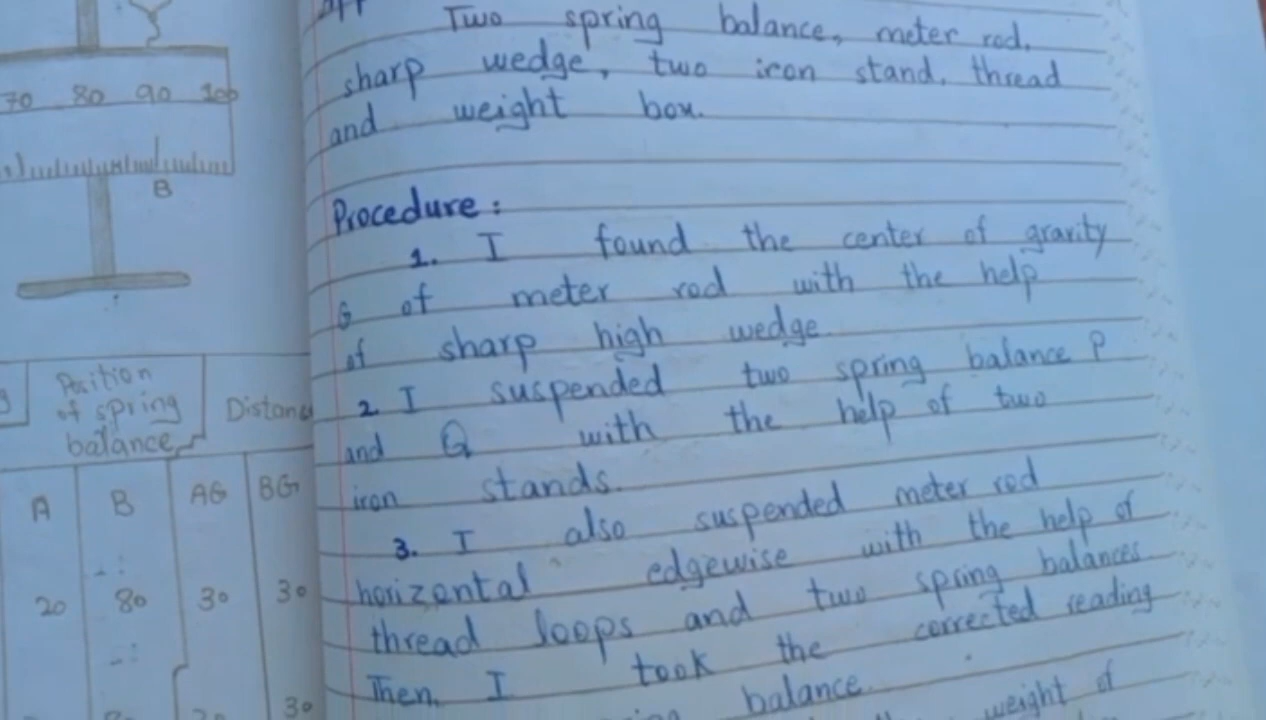 70 80 90 100
B
Position
of spring
balance
Distanc
A B AG BG
20 80 30 30
30
Two spring balance, meter rod,
sharp wedge, two iron stand, thread
and weight box.
Procedure:
1. I found the center of gravity
G of meter rod with the help
of sharp high wedge
2. I suspended two spring balance P
and Q with the help of two
iron stands.
3. I also suspended meter rod
horizontal edgewise with the help of
thread loops and two spring balances
Then, I took the corrected reading
balance
weight of